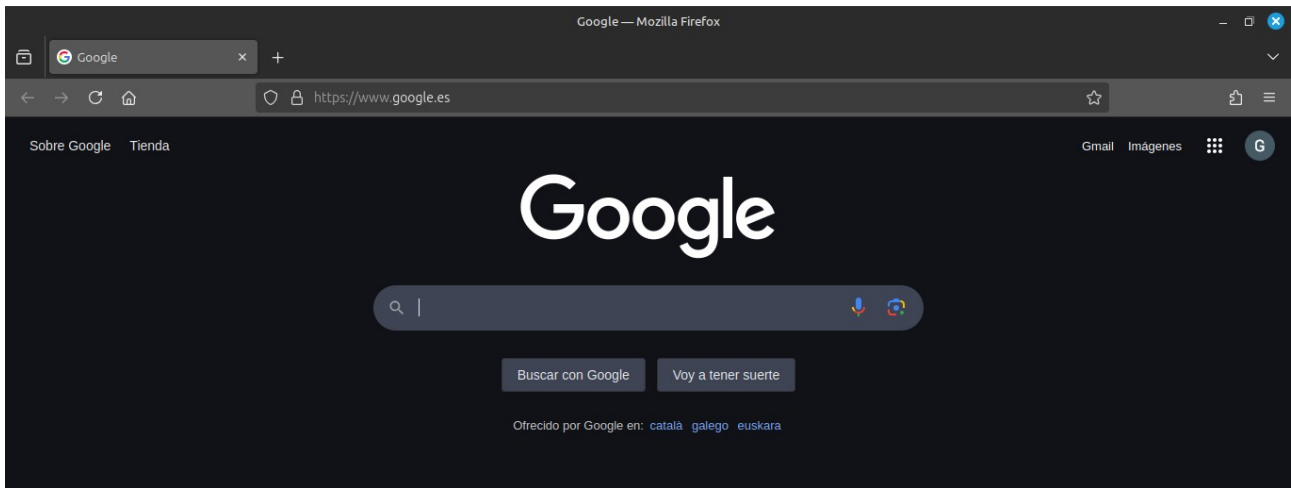 Google — Mozilla Firefox
Google
https://www.google.es
Sobre Google Tienda
Gmail Imágenes
G
Google
Buscar con Google
Voy a tener suerte
Ofrecido por Google en: català galego euskara